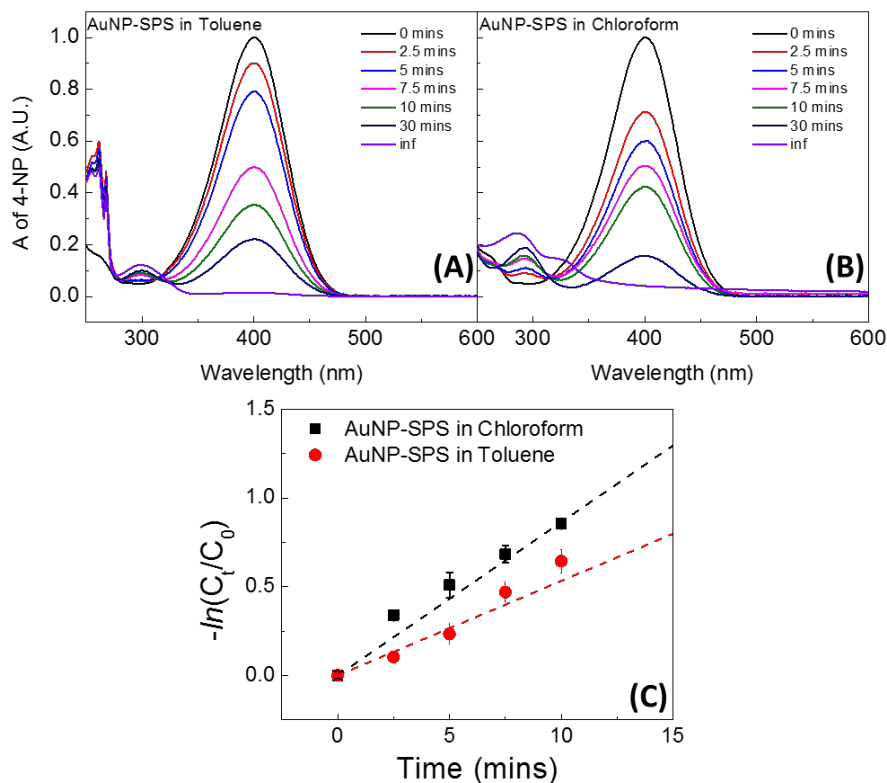 AuNP-SPS in Toluene
0 mins
2.5 mins
5 mins
7.5 mins
10 mins
30 mins
inf
1.0
0.8
0.6
0.4
0.2
0.0
A of 4-NP (A.U.)
(A)
300 400 500 600
Wavelength (nm)
AuNP-SPS in Chloroform
0 mins
2.5 mins
5 mins
7.5 mins
10 mins
30 mins
inf
(B)
300 400 500 600
Wavelength (nm)
AuNP-SPS in Chloroform
AuNP-SPS in Toluene
1.5
1.0
0.5
0.0
-ln(Cₜ/C₀)
(C)
0 5 10 15
Time (mins)